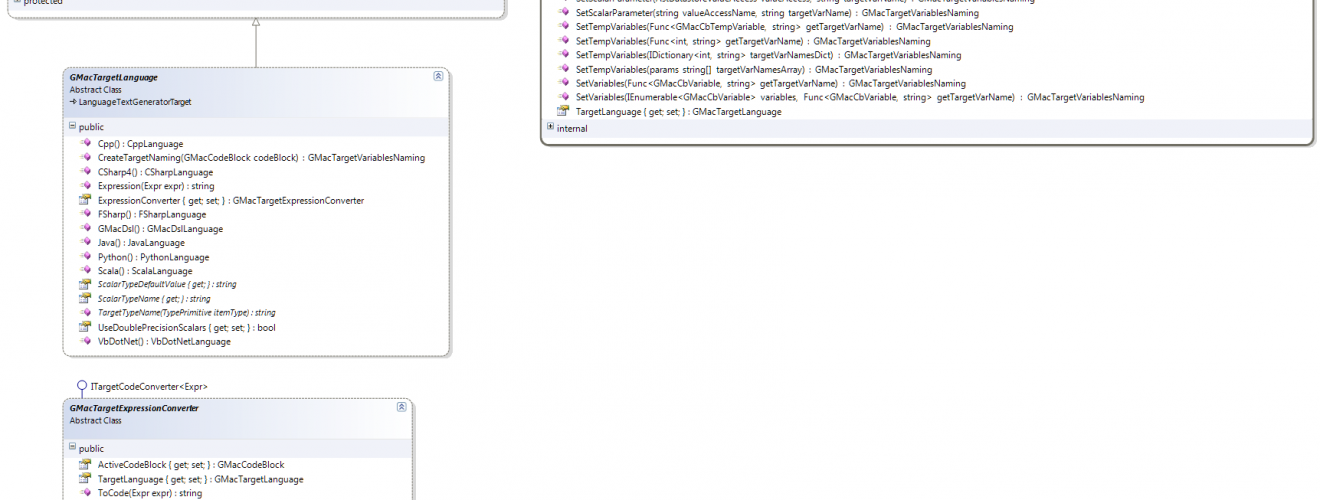 protected
GMacTargetLanguage
Abstract Class
LanguageTextGeneratorTarget
public
Cpp() : CppLanguage
CreateTargetNaming(GMacCodeBlock codeBlock) : GMacTargetVariablesNaming
CSharp4() : CSharpLanguage
Expression(Expr expr) : string
ExpressionConverter { get; set; } : GMacTargetExpressionConverter
FSharp() : FSharpLanguage
GMacDsl() : GMacDslLanguage
Java() : JavaLanguage
Python() : PythonLanguage
Scala() : ScalaLanguage
ScalarTypeDefaultValue { get; } : string
ScalarTypeName { get; } : string
TargetTypeName(TypePrimitive itemType) : string
UseDoublePrecisionScalars { get; set; } : bool
VbDotNet() : VbDotNetLanguage
ITargetCodeConverter<Expr>
GMacTargetExpressionConverter
Abstract Class
public
ActiveCodeBlock { get; set; } : GMacCodeBlock
TargetLanguage { get; set; } : GMacTargetLanguage
ToCode(Expr expr) : string
SetScalarParameter(string valueAccessName, string targetVarName) : GMacTargetVariablesNaming
SetTempVariables(Func<GMacCbTempVariable, string> getTargetVarName) : GMacTargetVariablesNaming
SetTempVariables(Func<int, string> getTargetVarName) : GMacTargetVariablesNaming
SetTempVariables(IDictionary<int, string> targetVarNamesDict) : GMacTargetVariablesNaming
SetTempVariables(params string[] targetVarNamesArray) : GMacTargetVariablesNaming
SetVariables(Func<GMacCbVariable, string> getTargetVarName) : GMacTargetVariablesNaming
SetVariables(IEnumerable<GMacCbVariable> variables, Func<GMacCbVariable, string> getTargetVarName) : GMacTargetVariablesNaming
TargetLanguage { get; set; } : GMacTargetLanguage
internal